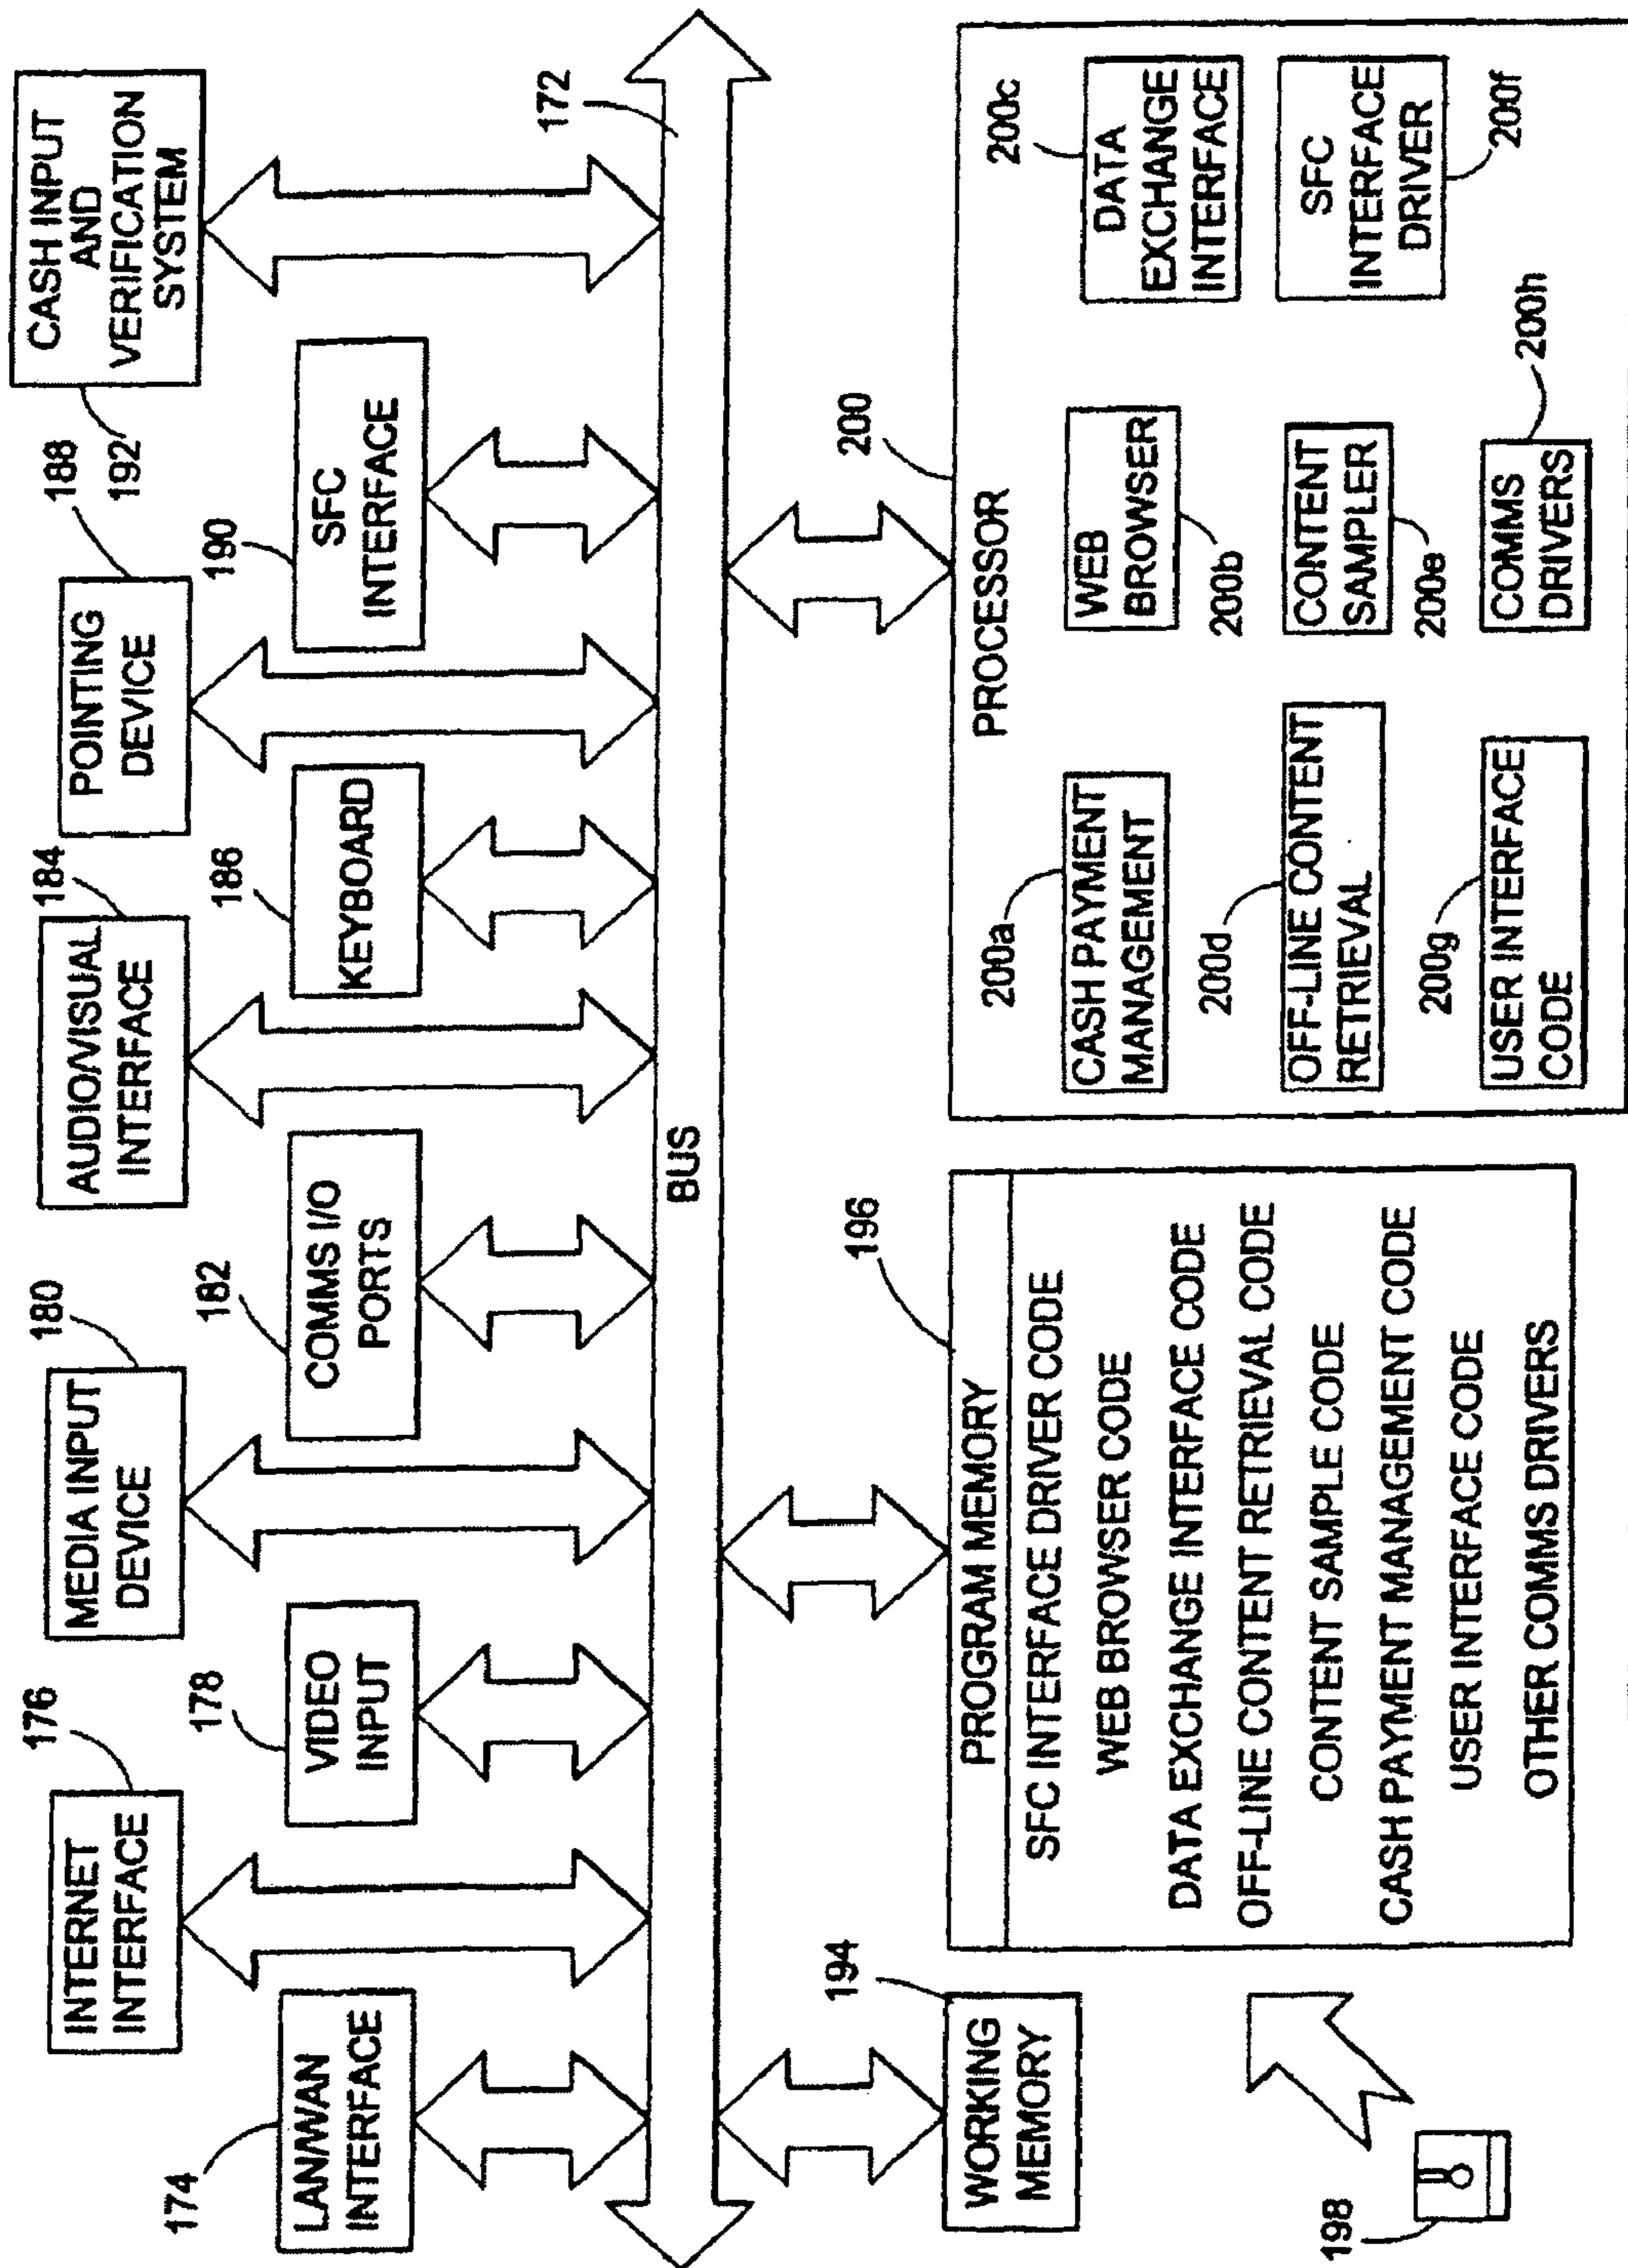 174
LAN/WAN
INTERFACE
INTERNET
INTERFACE
176
178
VIDEO
INPUT
MEDIA INPUT
DEVICE
180
182
COMMS I/O
PORTS
AUDIO/VISUAL
INTERFACE
184
186
KEYBOARD
POINTING
DEVICE
188
190
SFC
INTERFACE
CASH INPUT
AND
VERIFICATION
SYSTEM
192
172
BUS
WORKING
MEMORY
194
198
196
PROGRAM MEMORY
SFC INTERFACE DRIVER CODE
WEB BROWSER CODE
DATA EXCHANGE INTERFACE CODE
OFF-LINE CONTENT RETRIEVAL CODE
CONTENT SAMPLE CODE
CASH PAYMENT MANAGEMENT CODE
USER INTERFACE CODE
OTHER COMMS DRIVERS
PROCESSOR
200
200a
CASH PAYMENT
MANAGEMENT
WEB
BROWSER
200b
200c
DATA
EXCHANGE
INTERFACE
200d
OFF-LINE CONTENT
RETRIEVAL
CONTENT
SAMPLER
200e
SFC
INTERFACE
DRIVER
200f
200g
USER INTERFACE
CODE
COMMS
DRIVERS
200h